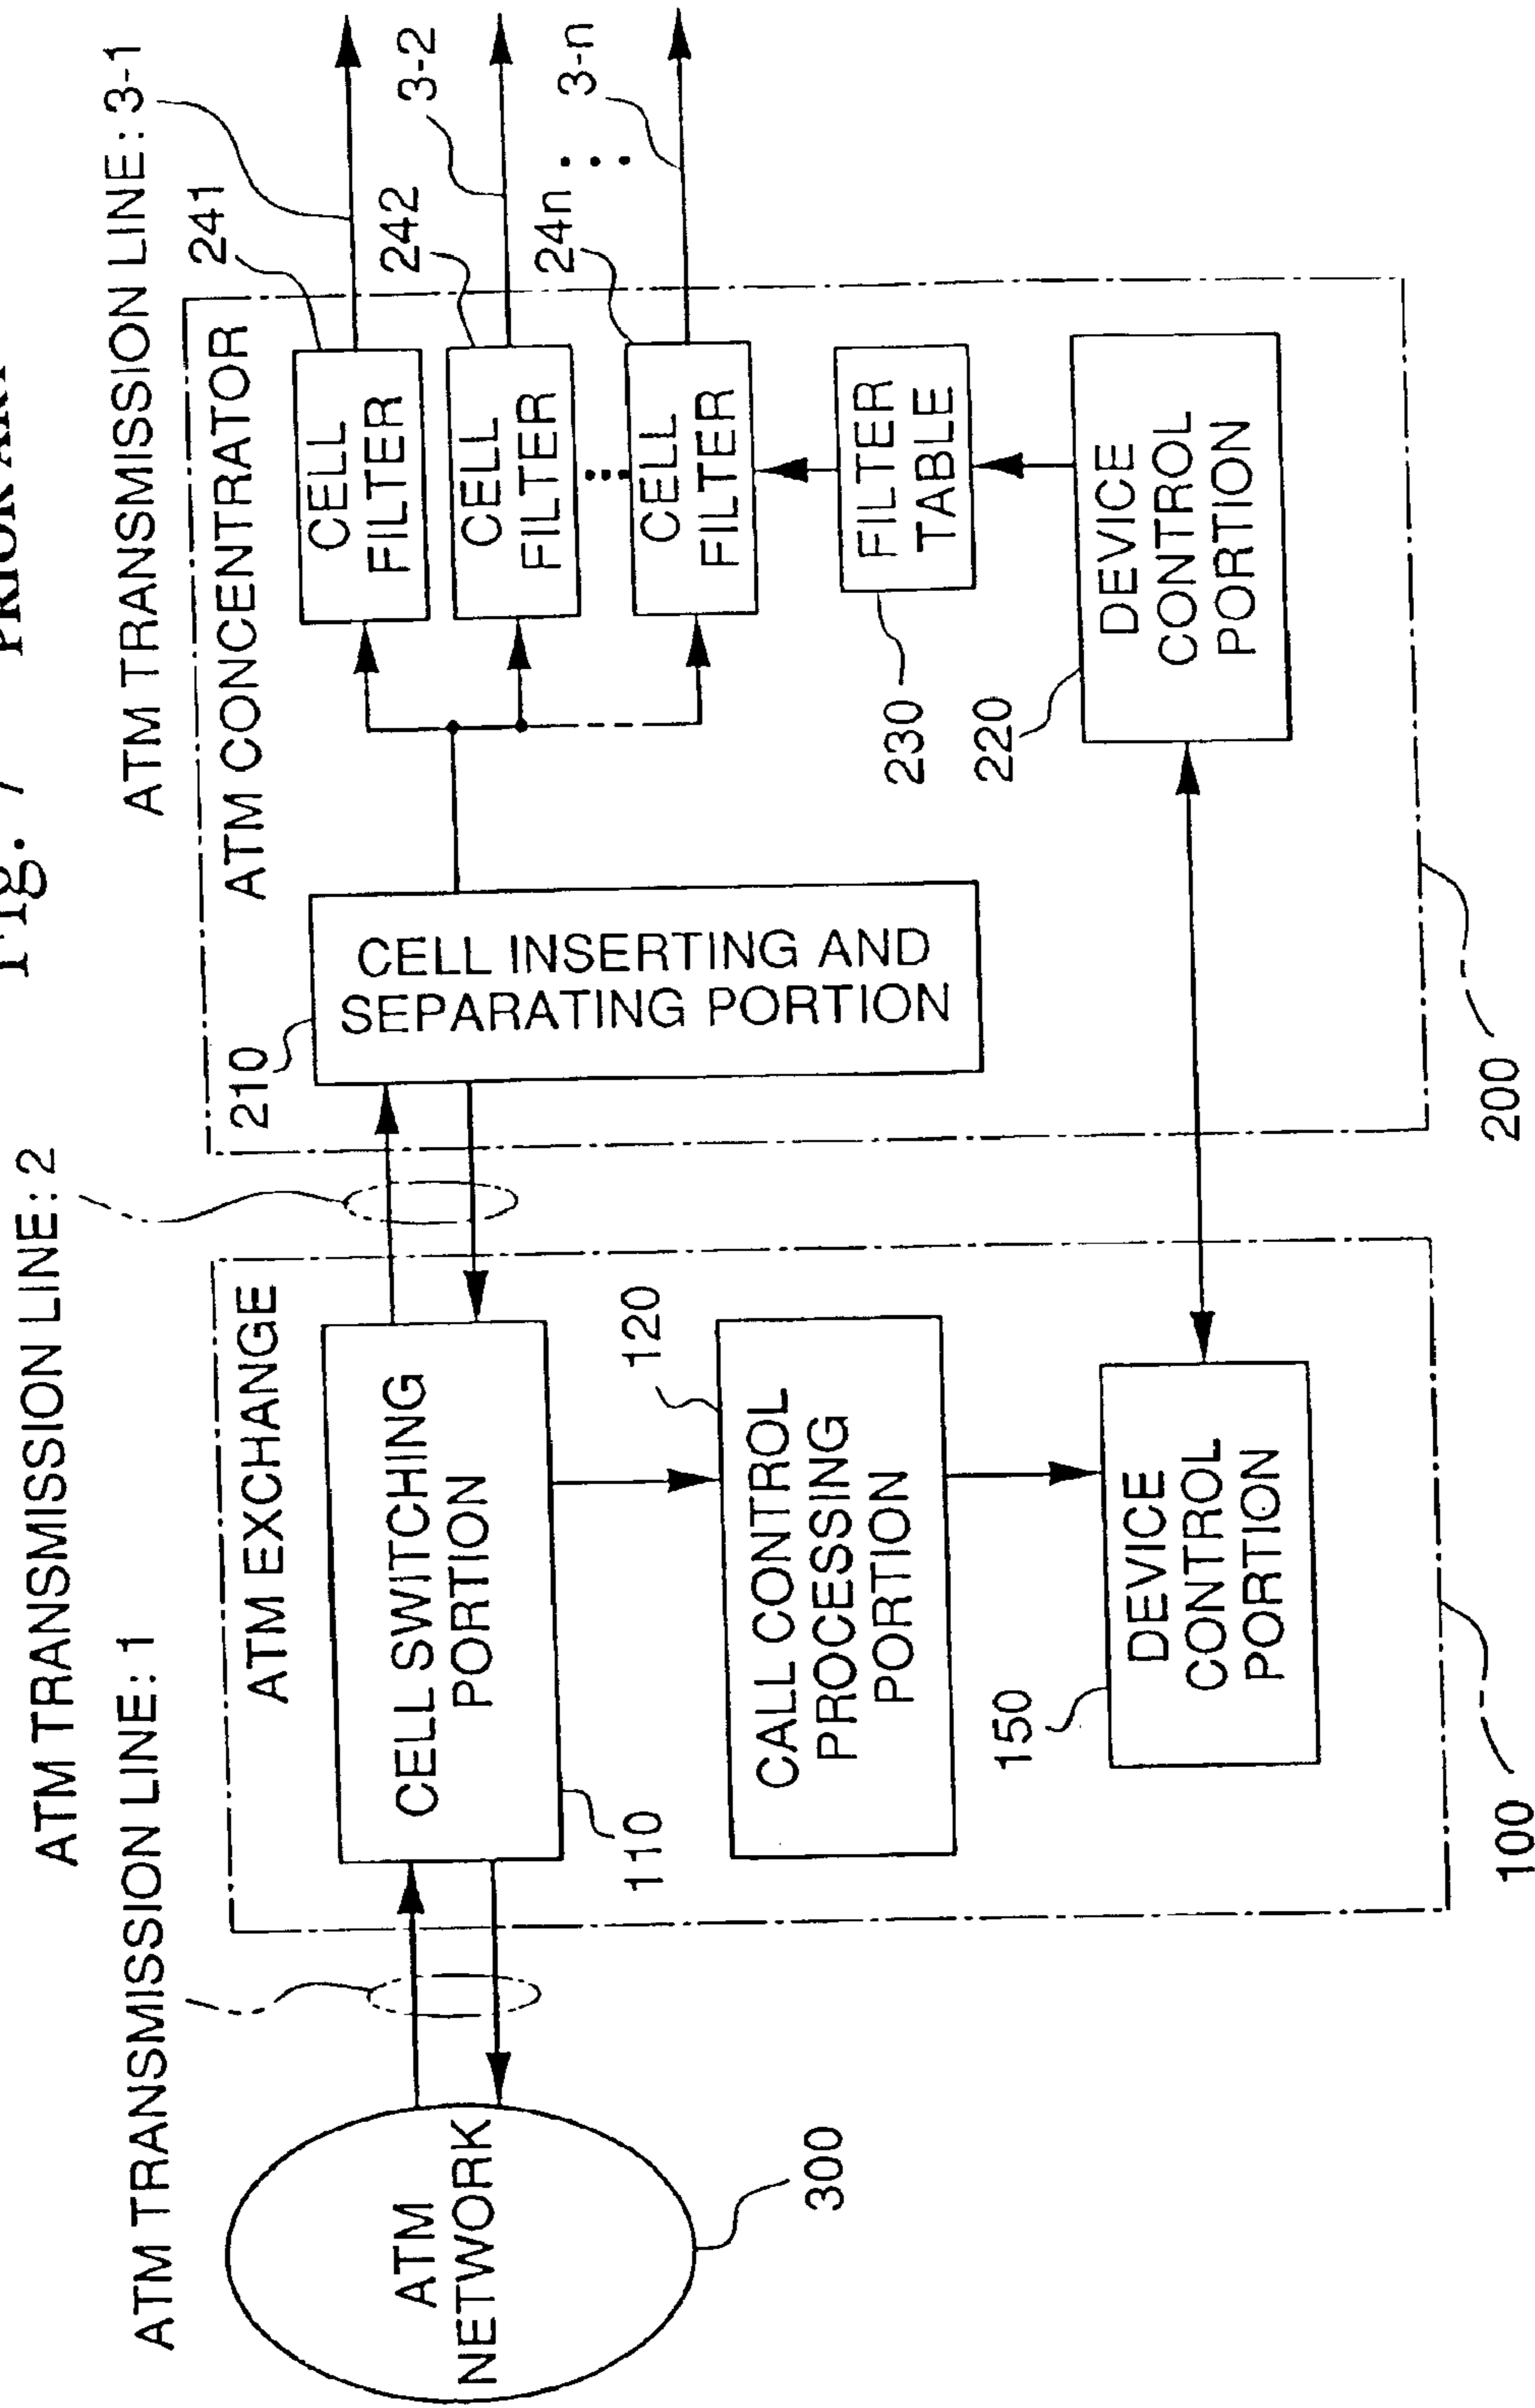 Fig. 7 PRIOR ART
ATM TRANSMISSION LINE: 2
ATM TRANSMISSION LINE: 1
ATM TRANSMISSION LINE: 3-1
ATM NETWORK
300
ATM EXCHANGE
CELL SWITCHING
PORTION
110
CALL CONTROL
PROCESSING
PORTION
120
DEVICE
CONTROL
PORTION
150
100
ATM CONCENTRATOR
210
CELL INSERTING AND
SEPARATING PORTION
CELL
FILTER
241
CELL
FILTER
242
3-2
CELL
FILTER
24n
3-n
FILTER
TABLE
230
DEVICE
CONTROL
PORTION
220
200